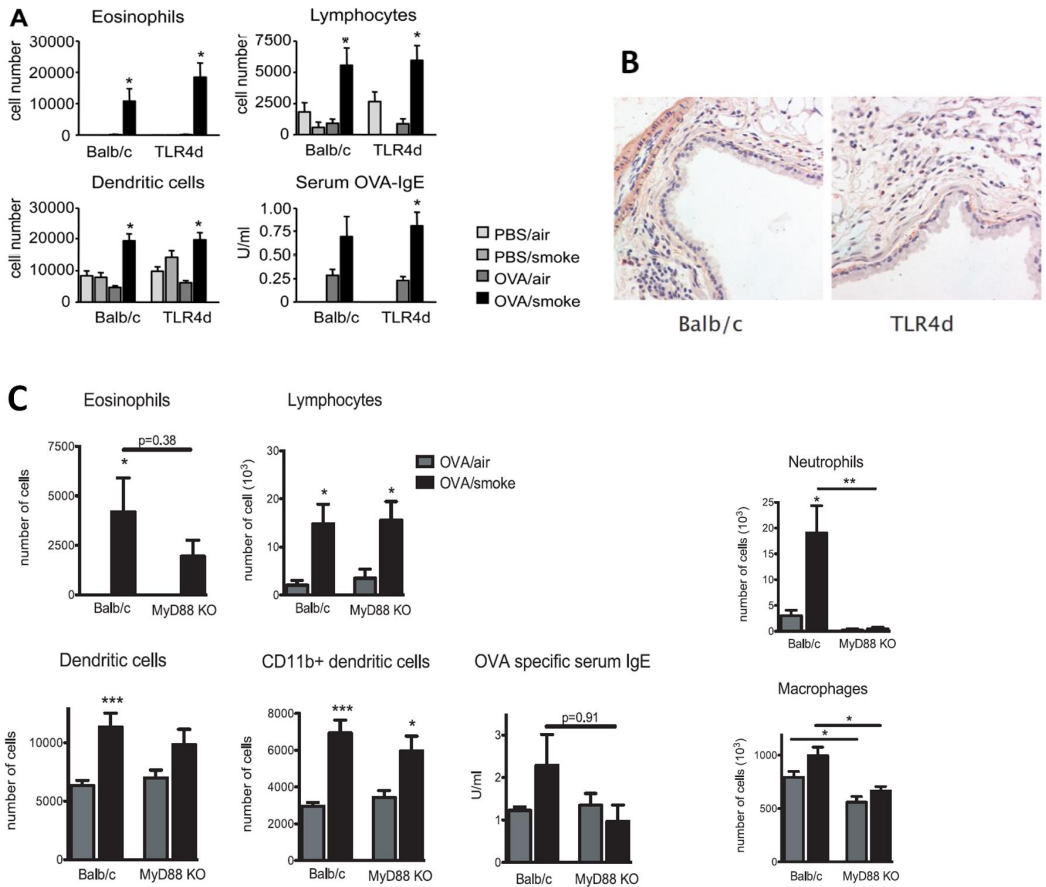 A
Eosinophils
cell number
30000
20000
10000
0
*
*
Balb/c TLR4d
Lymphocytes
cell number
7500
5000
2500
0
*
*
Balb/c TLR4d
Dendritic cells
cell number
30000
20000
10000
0
*
*
Balb/c TLR4d
Serum OVA-IgE
U/ml
1.00
0.75
0.50
0.25
0
*
Balb/c TLR4d
PBS/air
PBS/smoke
OVA/air
OVA/smoke
B
Balb/c TLR4d
C
Eosinophils
number of cells
7500
5000
2500
0
*
p=0.38
Balb/c MyD88 KO
Lymphocytes
number of cell (10³)
30
20
10
0
*
*
Balb/c MyD88 KO
OVA/air
OVA/smoke
Neutrophils
number of cells (10³)
25
20
15
10
5
0
*
**
Balb/c MyD88 KO
Dendritic cells
number of cells
10000
5000
0
***
Balb/c MyD88 KO
CD11b+ dendritic cells
number of cells
8000
6000
4000
2000
0
***
*
Balb/c MyD88 KO
OVA specific serum IgE
U/ml
3
2
1
0
p=0.91
Balb/c MyD88 KO
Macrophages
number of cells (10³)
1000
500
0
*
*
Balb/c MyD88 KO